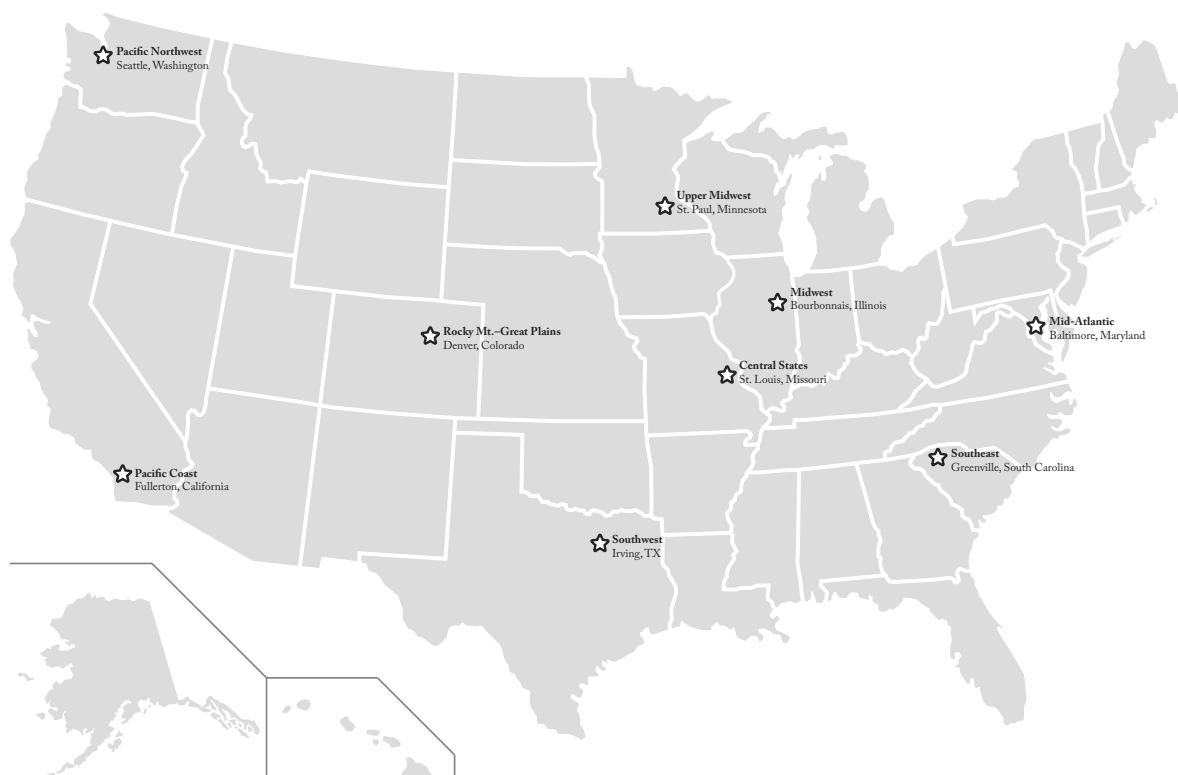 Pacific Northwest
Seattle, Washington
Upper Midwest
St. Paul, Minnesota
Midwest
Bourbonnais, Illinois
Mid-Atlantic
Baltimore, Maryland
Rocky Mt.–Great Plains
Denver, Colorado
Central States
St. Louis, Missouri
Southeast
Greenville, South Carolina
Pacific Coast
Fullerton, California
Southwest
Irving, TX